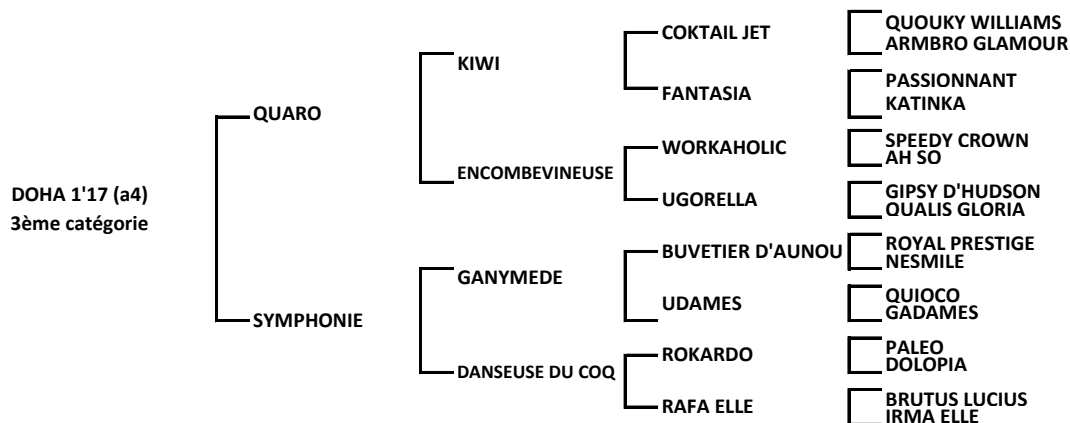 COKTAIL JET
QUOUKY WILLIAMS
ARMBRO GLAMOUR
KIWI
FANTASIA
PASSIONNANT
KATINKA
QUARO
ENCOMBEVINEUSE
WORKAHOLIC
SPEEDY CROWN
AH SO
UGORELLA
GIPSY D'HUDSON
QUALIS GLORIA
DOHA 1'17 (a4)
3ème catégorie
BUVETIER D'AUNOU
ROYAL PRESTIGE
NESMILE
GANYMEDE
UDAMES
QUIOCO
GADAMES
SYMPHONIE
ROKARDO
PALEO
DOLOPIA
DANSEUSE DU COQ
RAFA ELLE
BRUTUS LUCIUS
IRMA ELLE